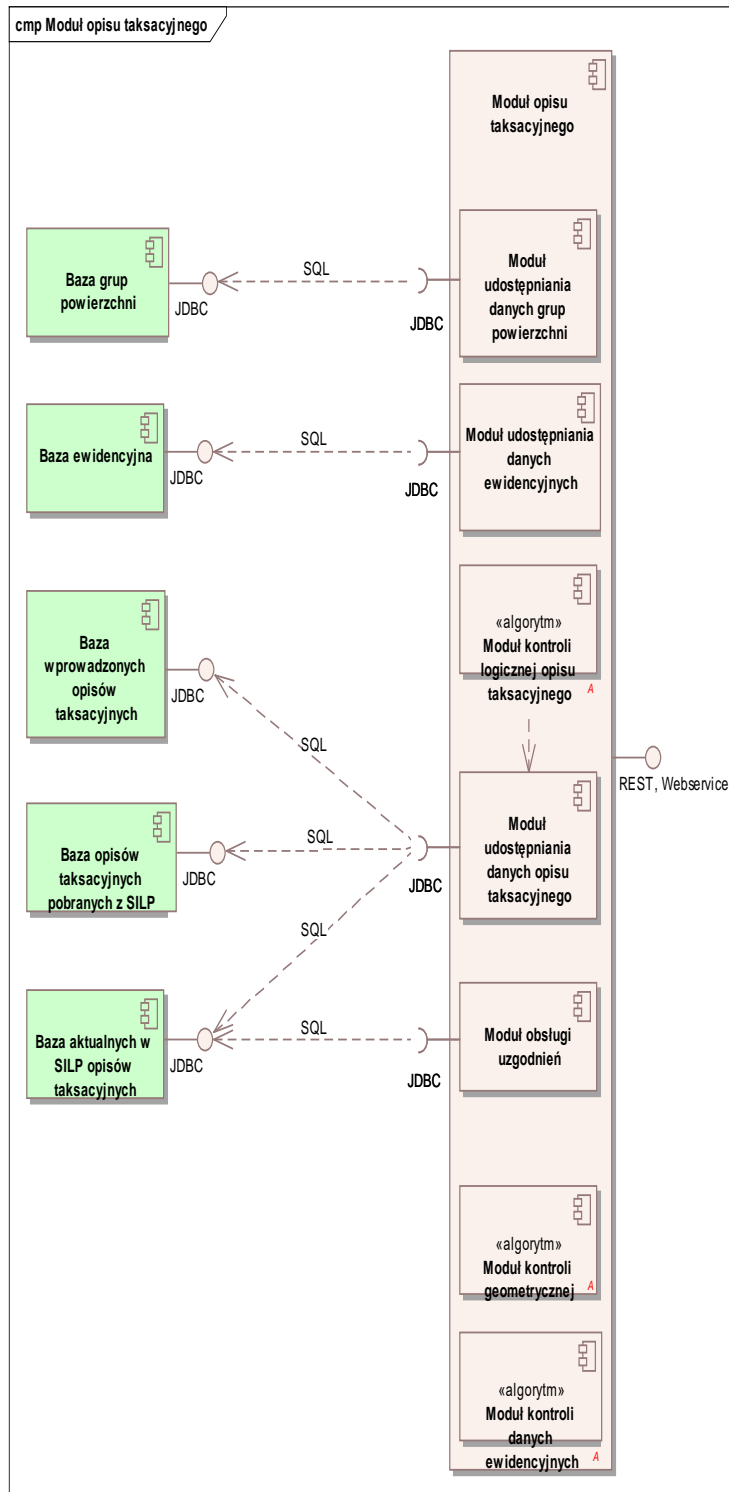 cmp Moduł opisu taksacyjnego
Moduł opisu
taksacyjnego
Baza grup
powierzchni
JDBC
SQL
JDBC
Moduł
udostępniania
danych grup
powierzchni
Baza ewidencyjna
JDBC
SQL
JDBC
Moduł udostępniania
danych
ewidencyjnych
«algorytm»
Moduł kontroli
logicznej opisu
taksacyjnego
A
Baza
wprowadzonych
opisów
taksacyjnych
JDBC
SQL
REST, Webservice
Baza opisów
taksacyjnych
pobranych z SILP
JDBC
SQL
JDBC
Moduł
udostępniania
danych opisu
taksacyjnego
SQL
Baza aktualnych w
SILP opisów
taksacyjnych
JDBC
SQL
JDBC
Moduł obsługi
uzgodnień
«algorytm»
Moduł kontroli
geometrycznej
A
«algorytm»
Moduł kontroli
danych
ewidencyjnych
A